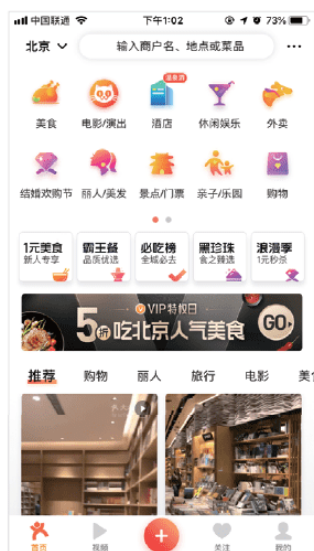 中国联通 下午1:02 73%
北京 输入商户名、地点或菜品
温泉酒
美食 电影/演出 酒店 休闲娱乐 外卖
结婚欢购节 丽人/美发 景点/门票 亲子/乐园 购物
1元美食 霸王餐 必吃榜 黑珍珠 浪漫季
新人专享 品质优选 全城必去 食之臻选 1元秒杀
VIP特权日
5折吃北京人气美食 GO
推荐 购物 丽人 旅行 电影 美
首页 视频 关注 我的